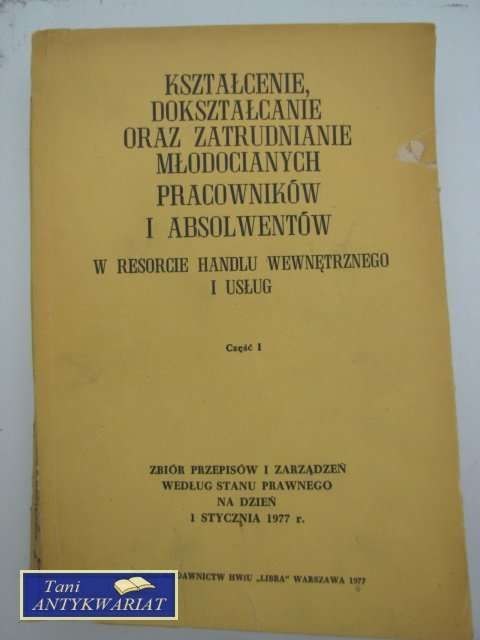 KSZTAŁCENIE,
DOKSZTAŁCANIE
ORAZ ZATRUDNIANIE
MŁODOCIANYCH
PRACOWNIKÓW
I ABSOLWENTÓW
W RESORCIE HANDLU WEWNĘTRZNEGO
I USŁUG
Część I
ZBIÓR PRZEPISÓW I ZARZĄDZEŃ
WEDŁUG STANU PRAWNEGO
NA DZIEŃ
1 STYCZNIA 1977 r.
HWiU „LIBRA" WARSZAWA 1977
Tani
ANTYKWARIAT